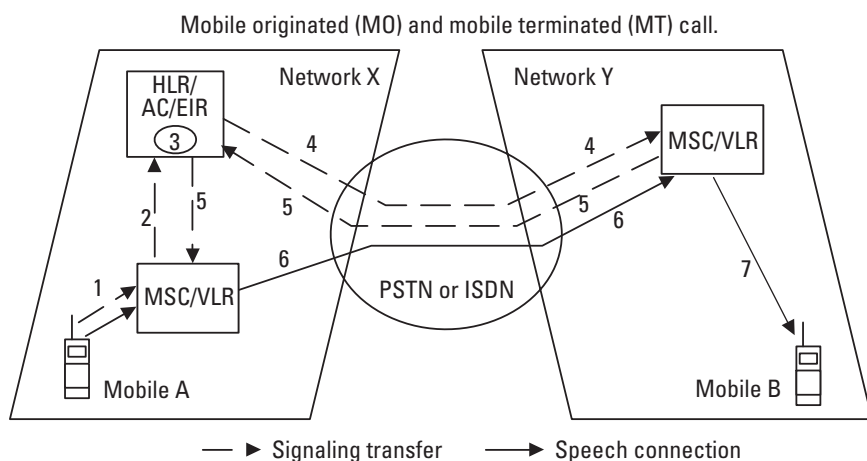 Mobile originated (MO) and mobile terminated (MT) call.
Network X
Network Y
HLR/
AC/EIR
3
MSC/VLR
4
4
5
5
2
5
6
6
1
MSC/VLR
PSTN or ISDN
7
Mobile A
Mobile B
Signaling transfer
Speech connection